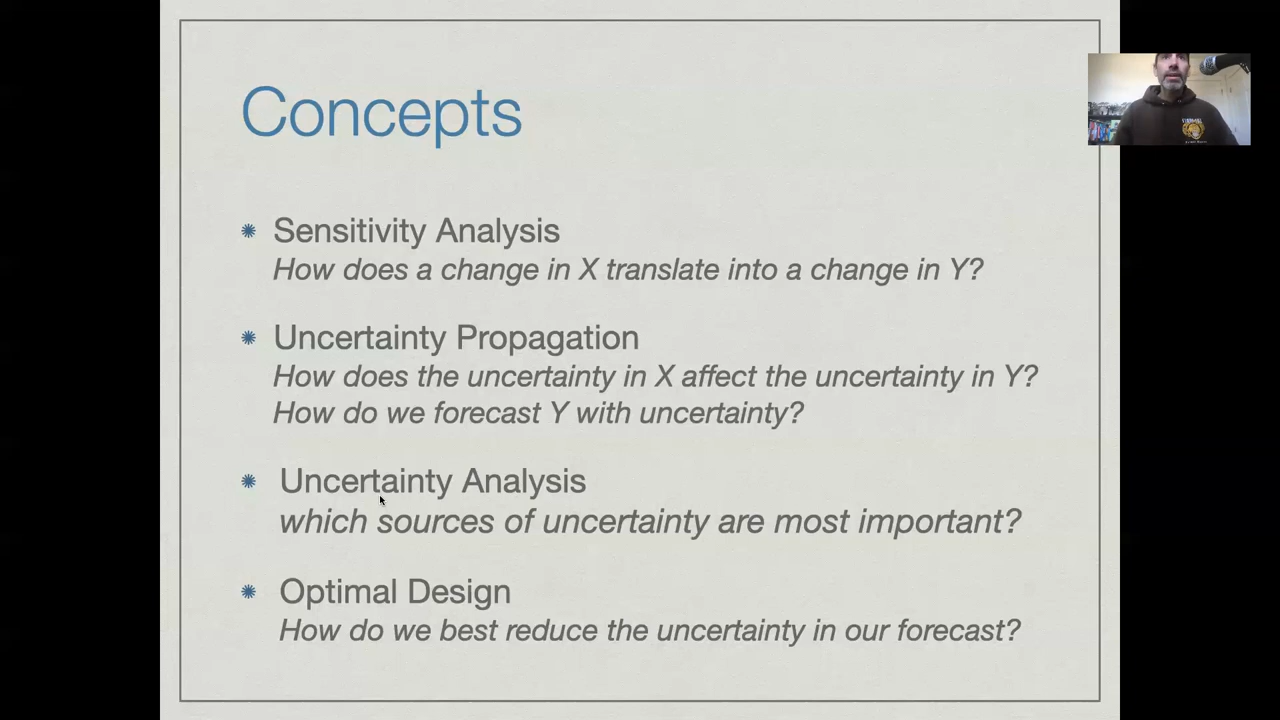 Concepts
Sensitivity Analysis
How does a change in X translate into a change in Y?
Uncertainty Propagation
How does the uncertainty in X affect the uncertainty in Y?
How do we forecast Y with uncertainty?
Uncertainty Analysis
which sources of uncertainty are most important?
Optimal Design
How do we best reduce the uncertainty in our forecast?